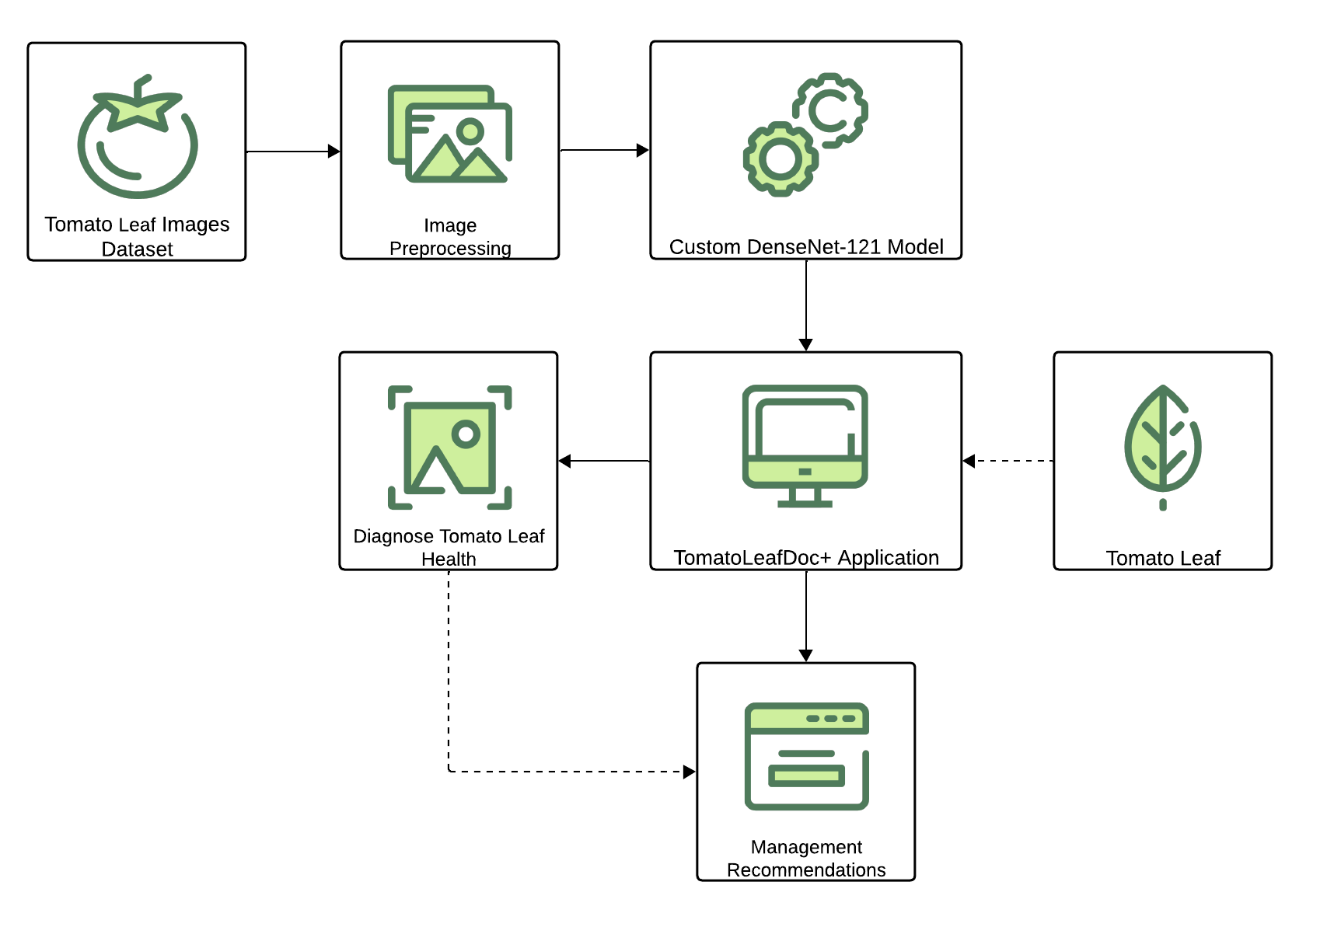 Tomato Leaf Images
Dataset
Image
Preprocessing
Custom DenseNet-121 Model
Diagnose Tomato Leaf
Health
TomatoLeafDoc+ Application
Tomato Leaf
Management
Recommendations